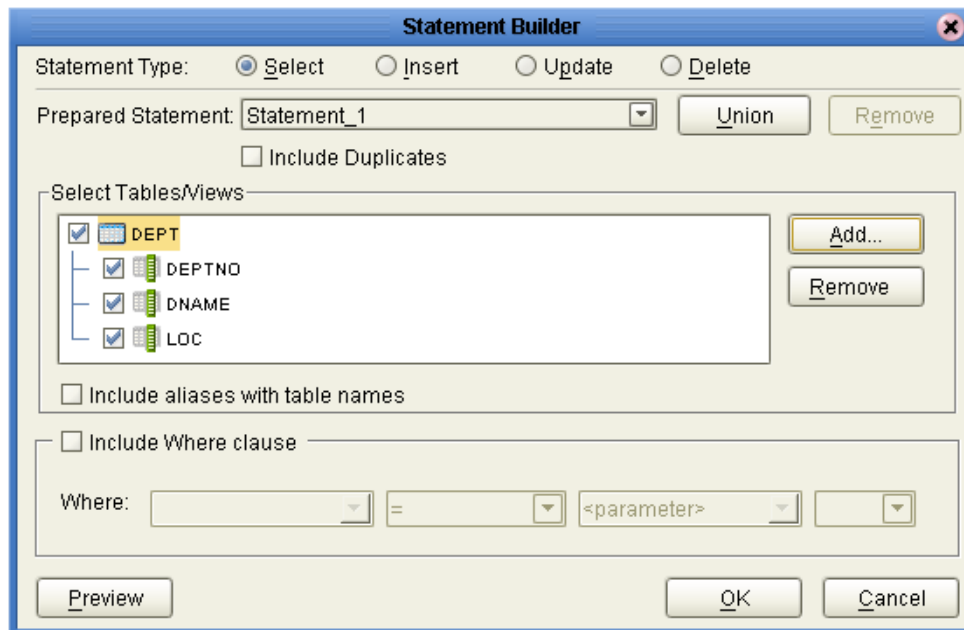 Statement Builder
Statement Type: Select Insert Update Delete
Prepared Statement: Statement_1 Union Remove
Include Duplicates
Select Tables/Views
DEPT Add...
DEPTNO
Remove
DNAME
LOC
Include aliases with table names
Include Where clause
Where: = <parameter>
Preview OK Cancel